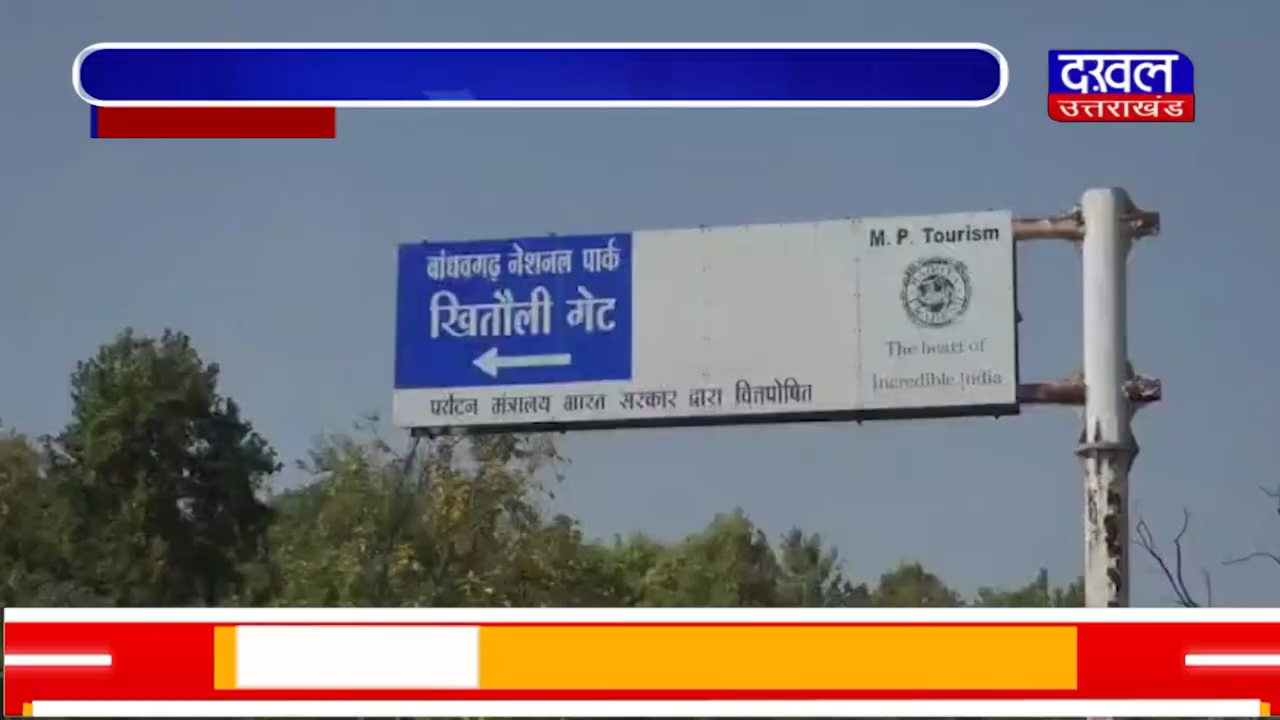 दख़ल
उत्तराखंड
बांधवगढ़ नेशनल पार्क
खितौली गेट
पर्यटन मंत्रालय भारत सरकार द्वारा वित्तपोषित
M. P. Tourism
The heart of
Incredible India